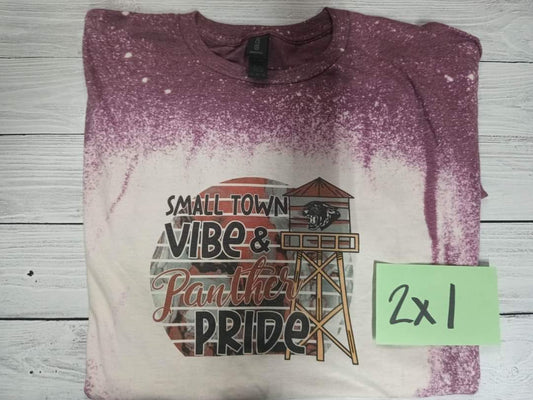 SMALL TOWN
VIBE &
Panther
PRIDE
2x1